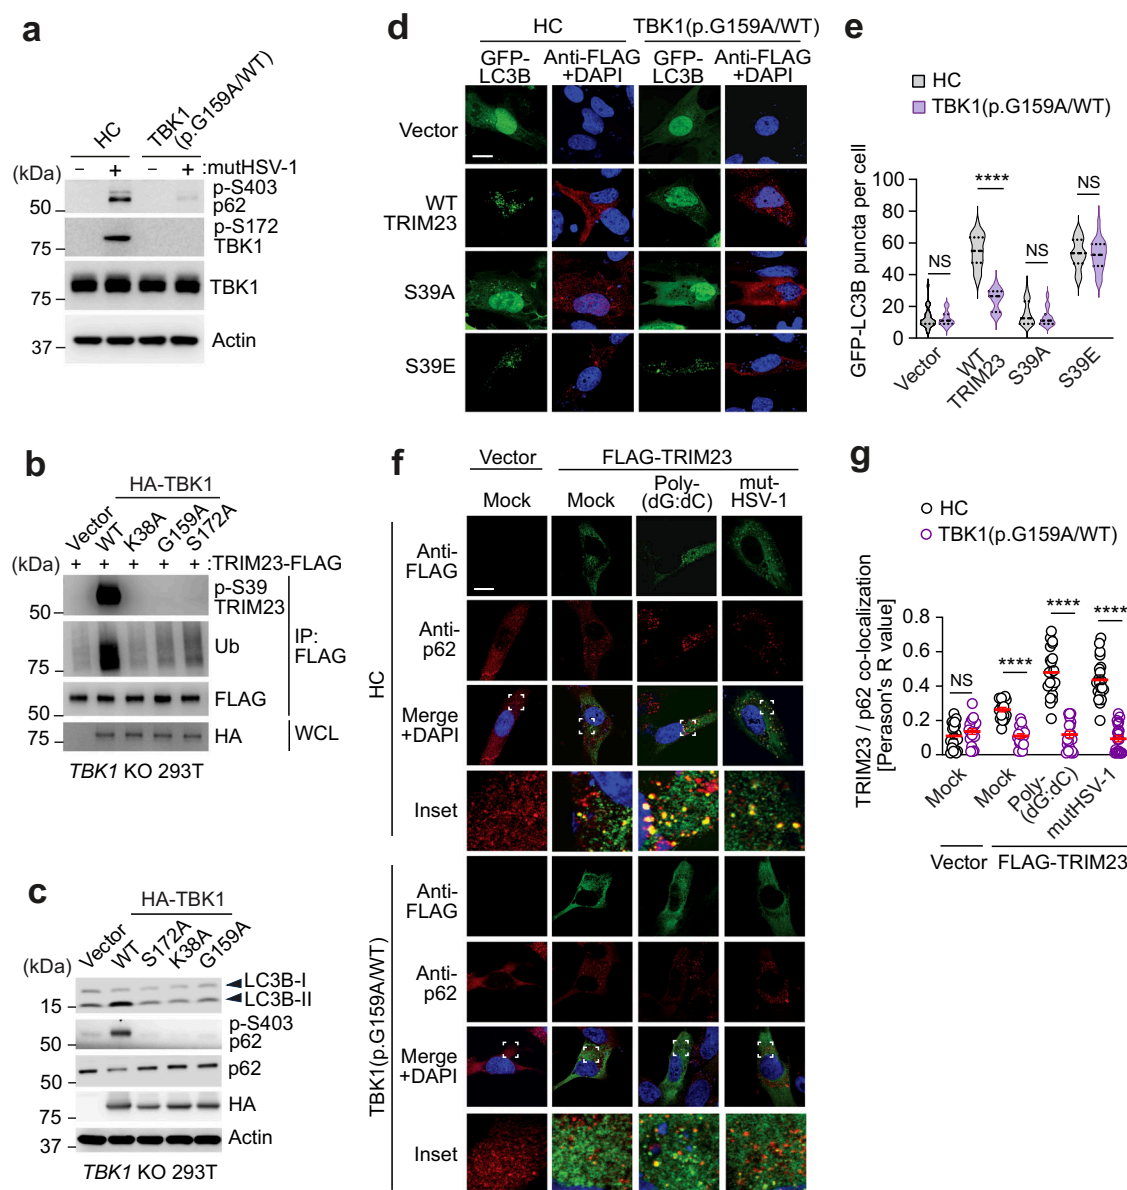 a
HC
TBK1
(p.G159A/WT)
(kDa)
– + – + :mutHSV-1
50
p-S403
p62
75
p-S172
TBK1
75
TBK1
37
Actin
b
HA-TBK1
Vector
WT
K38A
G159A
S172A
(kDa)
+ + + + + :TRIM23-FLAG
50
p-S39
TRIM23
75
Ub
50
FLAG
IP:
FLAG
75
HA
WCL
TBK1 KO 293T
c
HA-TBK1
Vector
WT
S172A
K38A
G159A
(kDa)
LC3B-I
15
LC3B-II
50
p-S403
p62
50
p62
75
HA
37
Actin
TBK1 KO 293T
d
HC
TBK1(p.G159A/WT)
GFP-
LC3B
Anti-FLAG
+DAPI
GFP-
LC3B
Anti-FLAG
+DAPI
Vector
WT
TRIM23
S39A
S39E
e
HC
TBK1(p.G159A/WT)
GFP-LC3B puncta per cell
100
80
60
40
20
0
NS
****
NS
NS
Vector
WT
TRIM23
S39A
S39E
f
Vector
FLAG-TRIM23
Mock
Mock
Poly-
(dG:dC)
mut-
HSV-1
HC
Anti-
FLAG
Anti-
p62
Merge
+DAPI
Inset
TBK1(p.G159A/WT)
Anti-
FLAG
Anti-
p62
Merge
+DAPI
Inset
g
HC
TBK1(p.G159A/WT)
TRIM23 / p62 co-localization
[Perason's R value]
0.8
0.6
0.4
0.2
0
NS
****
****
****
Mock
Mock
Poly-
(dG:dC)
mutHSV-1
Vector
FLAG-TRIM23